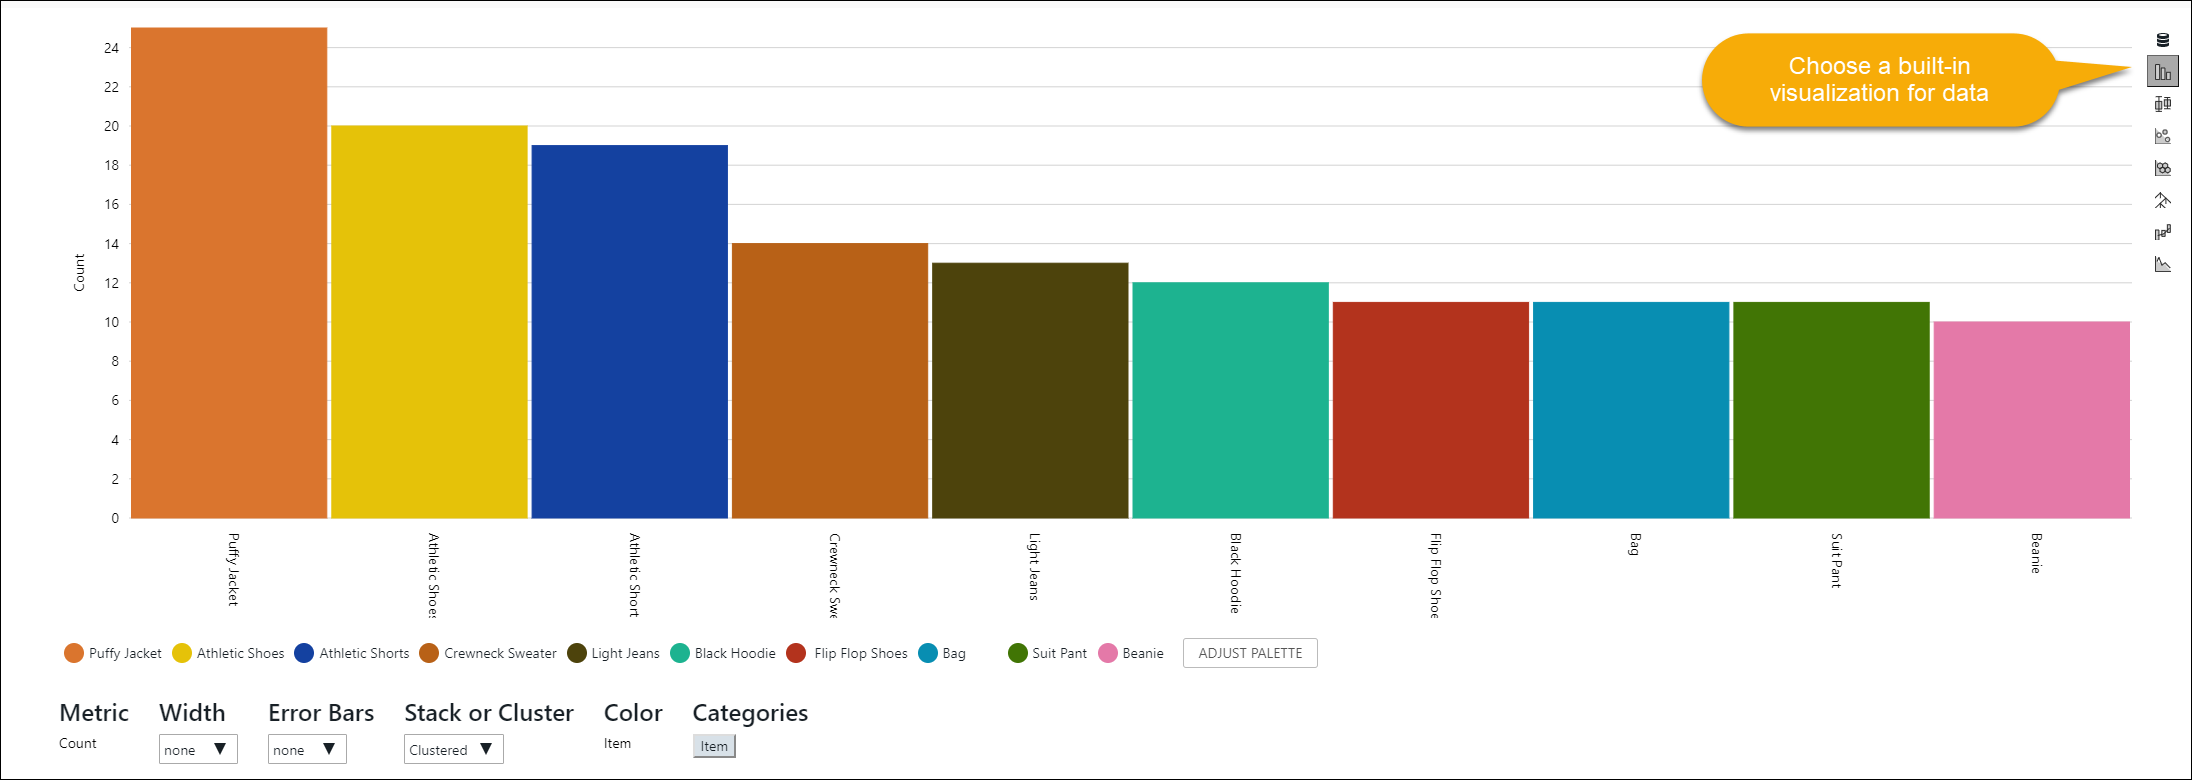 Choose a built-in
visualization for data
24
22
20
18
16
14
12
10
8
6
4
2
0
Count
Puffy Jacket
Athletic Shoes
Athletic Short
Crewneck Swe
Light Jeans
Black Hoodie
Flip Flop Shoe
Bag
Suit Pant
Beanie
Puffy Jacket Athletic Shoes Athletic Shorts Crewneck Sweater Light Jeans Black Hoodie Flip Flop Shoes Bag Suit Pant Beanie ADJUST PALETTE
Metric Width Error Bars Stack or Cluster Color Categories
Count none none Clustered Item Item